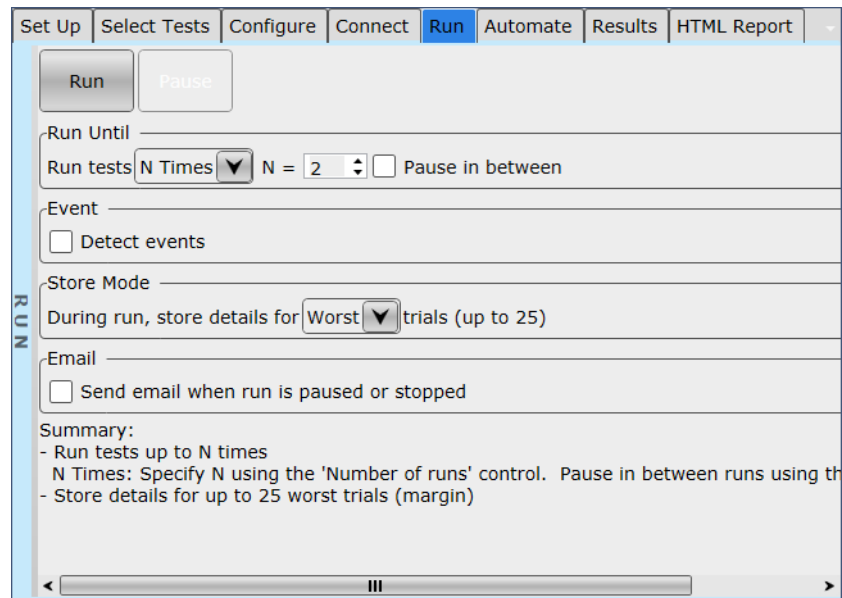 Set Up Select Tests Configure Connect Run Automate Results HTML Report
Run Pause
Run Until
Run tests N Times N = 2 Pause in between
Event
Detect events
Store Mode
During run, store details for Worst trials (up to 25)
RUN
Email
Send email when run is paused or stopped
Summary:
- Run tests up to N times
N Times: Specify N using the 'Number of runs' control. Pause in between runs using th
- Store details for up to 25 worst trials (margin)